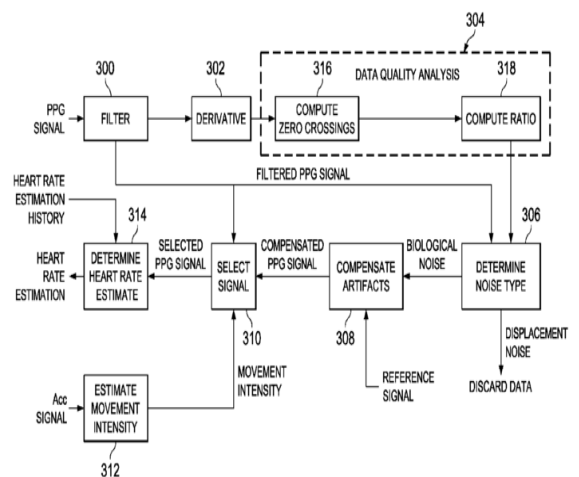 304
300
302
316
DATA QUALITY ANALYSIS
318
PPG
SIGNAL
FILTER
DERIVATIVE
COMPUTE
ZERO CROSSINGS
COMPUTE RATIO
HEART RATE
ESTIMATION
HISTORY
FILTERED PPG SIGNAL
314
SELECTED
PPG SIGNAL
COMPENSATED
PPG SIGNAL
BIOLOGICAL
NOISE
306
HEART
RATE
ESTIMATION
DETERMINE
HEART RATE
ESTIMATE
SELECT
SIGNAL
COMPENSATE
ARTIFACTS
DETERMINE
NOISE TYPE
310
308
MOVEMENT
INTENSITY
REFERENCE
SIGNAL
DISPLACEMENT
NOISE
DISCARD DATA
Acc
SIGNAL
ESTIMATE
MOVEMENT
INTENSITY
312